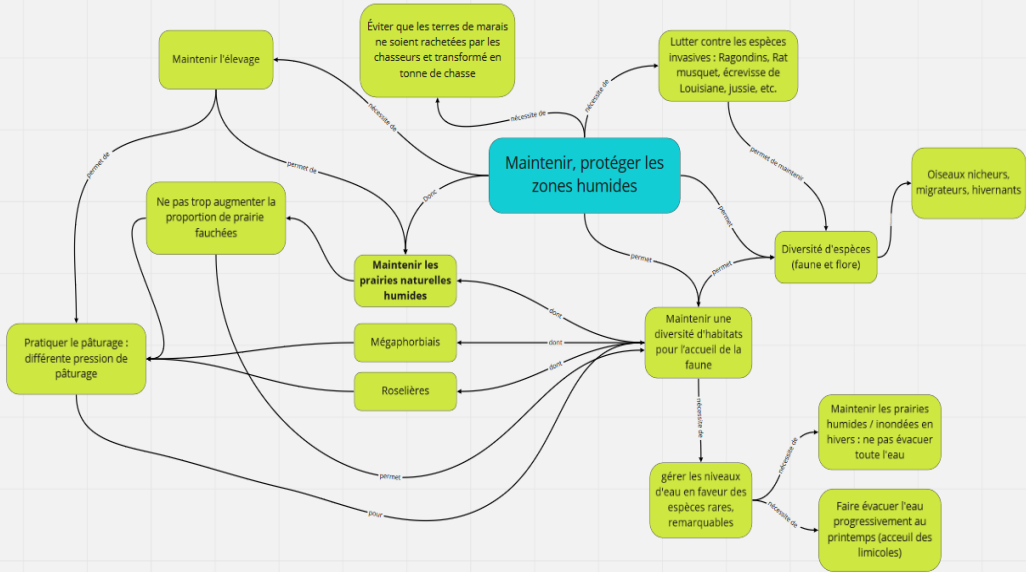 Éviter que les terres de marais
ne soient rachetées par les
chasseurs et transformé en
tonne de chasse
Maintenir l'élevage
Lutter contre les espèces
invasives : Ragondins, Rat
musquet, écrevisse de
Louisiane, jussie, etc.
nécessite de
nécessite de
nécessite de
permet de
permet de
permet de maintenir
Maintenir, protéger les
zones humides
Dont
permet
permet
permet
Oiseaux nicheurs,
migrateurs, hivernants
Ne pas trop augmenter la
proportion de prairie
fauchées
Diversité d'espèces
(faune et flore)
Maintenir les
prairies naturelles
humides
dont
dont
dont
Maintenir une
diversité d'habitats
pour l'accueil de la
faune
Pratiquer le pâturage :
différente pression de
pâturage
Mégaphorbiais
Roselières
nécessite de
permet
pour
Maintenir les prairies
humides / inondées en
hivers : ne pas évacuer
toute l'eau
gérer les niveaux
d'eau en faveur des
espèces rares,
remarquables
nécessite de
nécessite de
Faire évacuer l'eau
progressivement au
printemps (acceuil des
limicoles)